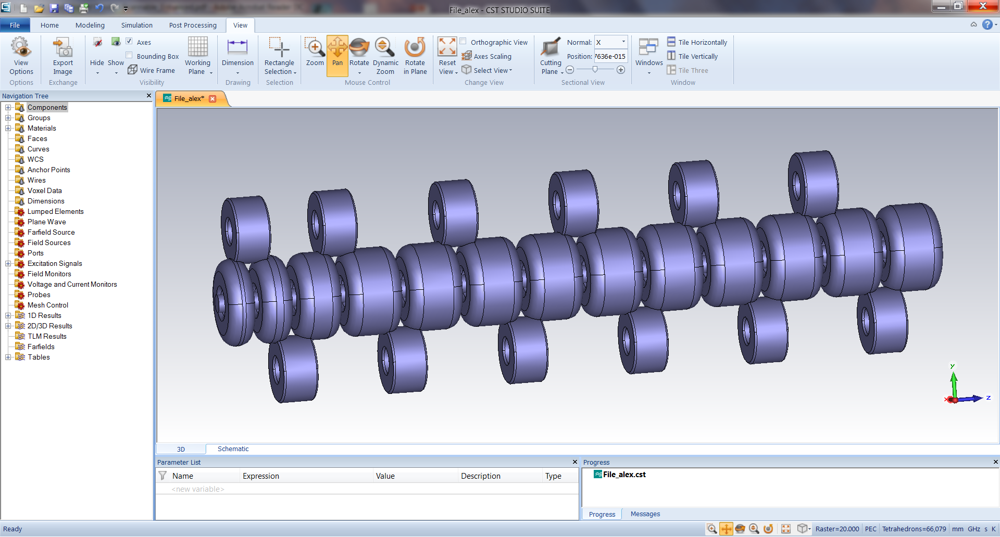 File_alex - CST STUDIO SUITE
File Home Modeling Simulation Post Processing View
View Options
Options
Export Image
Exchange
Hide Show
Axes
Bounding Box
Wire Frame
Visibility
Working Plane
Dimension
Drawing
Rectangle Selection
Selection
Zoom Pan Rotate Dynamic Zoom Rotate in Plane
Mouse Control
Reset View
Orthographic View
Axes Scaling
Select View
Change View
Cutting Plane
Normal: X
Position: 7636e-015
Sectional View
Windows
Tile Horizontally
Tile Vertically
Tile Three
Window
Navigation Tree
Components
Groups
Materials
Faces
Curves
WCS
Anchor Points
Wires
Voxel Data
Dimensions
Lumped Elements
Plane Wave
Farfield Source
Field Sources
Ports
Excitation Signals
Field Monitors
Voltage and Current Monitors
Probes
Mesh Control
1D Results
2D/3D Results
TLM Results
Farfields
Tables
File_alex*
y
x
z
3D Schematic
Parameter List
Name Expression Value Description Type
<new variable>
Progress
File_alex.cst
Progress Messages
Ready
Raster=20.000 PEC Tetrahedrons=66,079 mm GHz s K